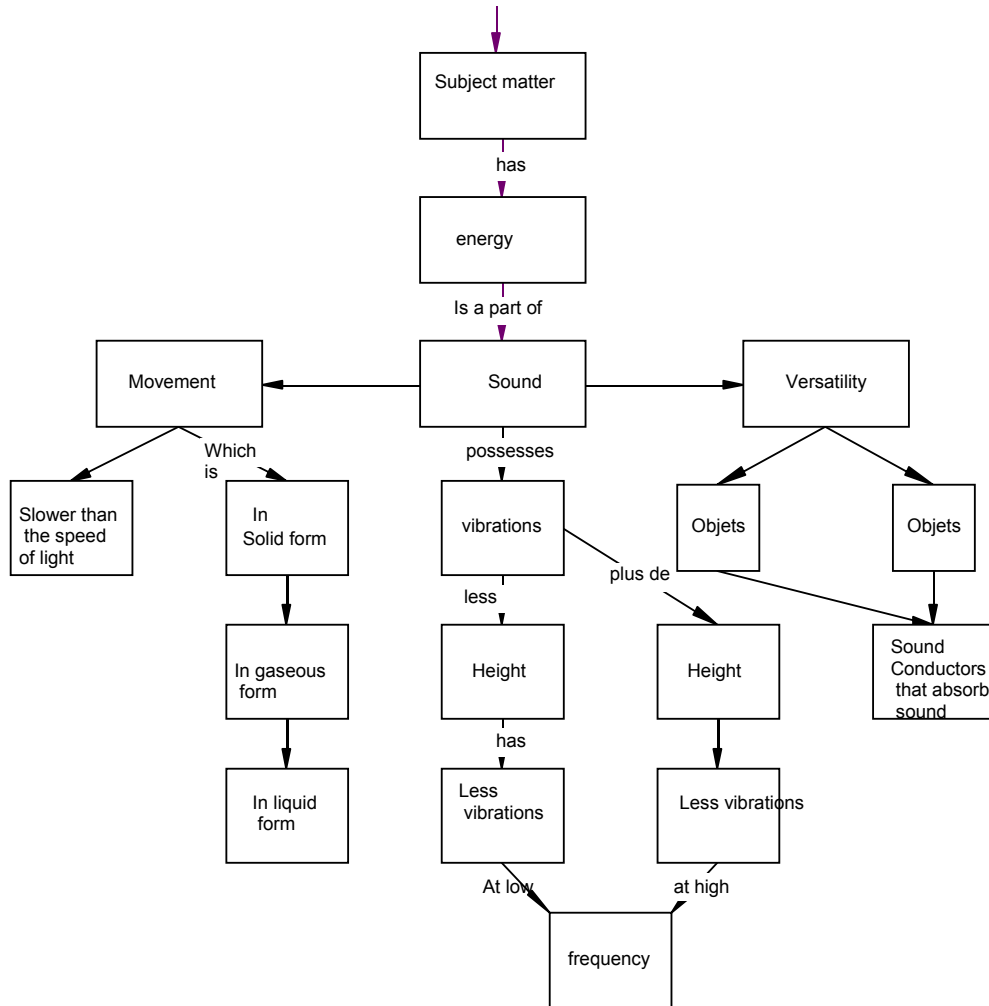 Subject matter
has
energy
Is a part of
Movement
Sound
Versatility
Which
is
possesses
Slower than
the speed
of light
In
Solid form
vibrations
Objets
Objets
plus de
less
In gaseous
form
Height
Height
Sound
Conductors
that absorb
sound
has
In liquid
form
Less
vibrations
Less vibrations
At low
at high
frequency